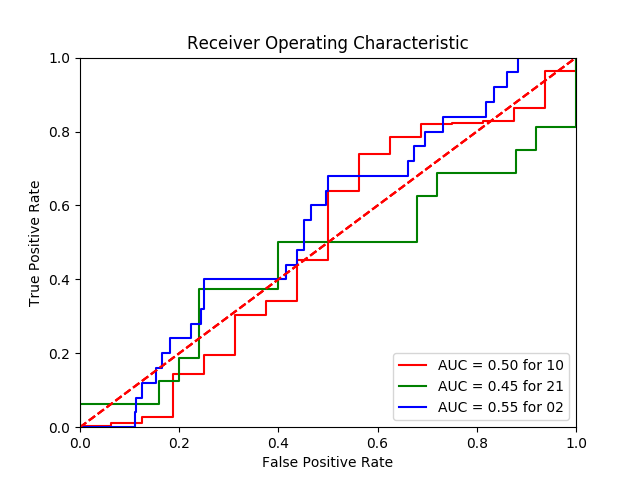 Receiver Operating Characteristic
1.0
0.8
0.6
0.4
0.2
0.0
True Positive Rate
AUC = 0.50 for 10
AUC = 0.45 for 21
AUC = 0.55 for 02
0.0 0.2 0.4 0.6 0.8 1.0
False Positive Rate